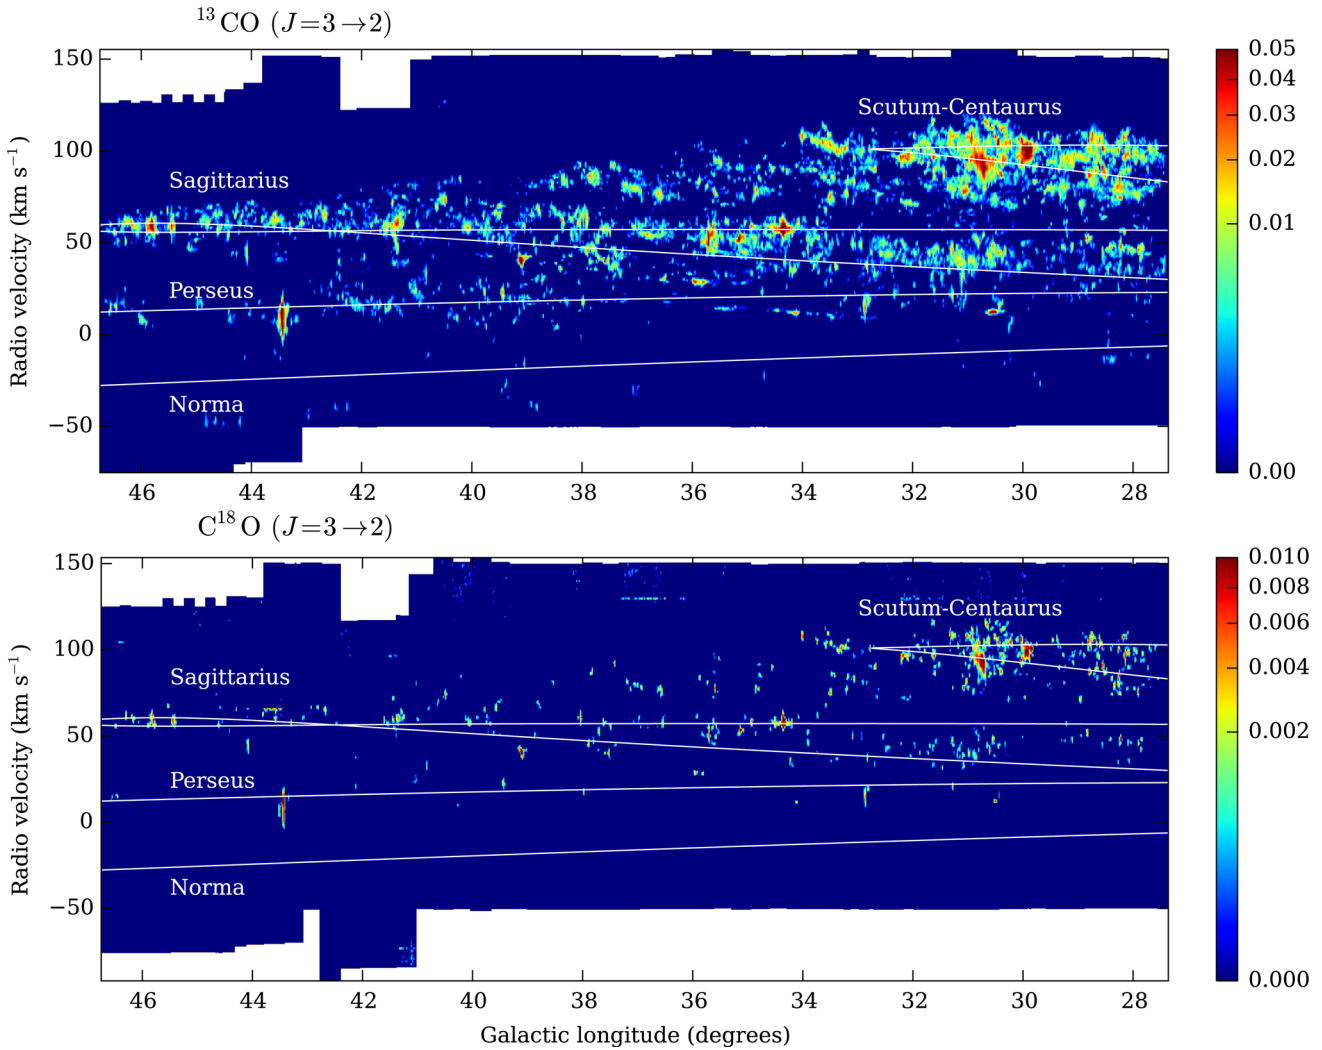 ¹³CO (J=3→2)
Radio velocity (km s⁻¹)
150
100
50
0
−50
Scutum-Centaurus
Sagittarius
Perseus
Norma
46 44 42 40 38 36 34 32 30 28
0.05
0.04
0.03
0.02
0.01
0.00
C¹⁸O (J=3→2)
Radio velocity (km s⁻¹)
150
100
50
0
−50
Scutum-Centaurus
Sagittarius
Perseus
Norma
46 44 42 40 38 36 34 32 30 28
Galactic longitude (degrees)
0.010
0.008
0.006
0.004
0.002
0.000